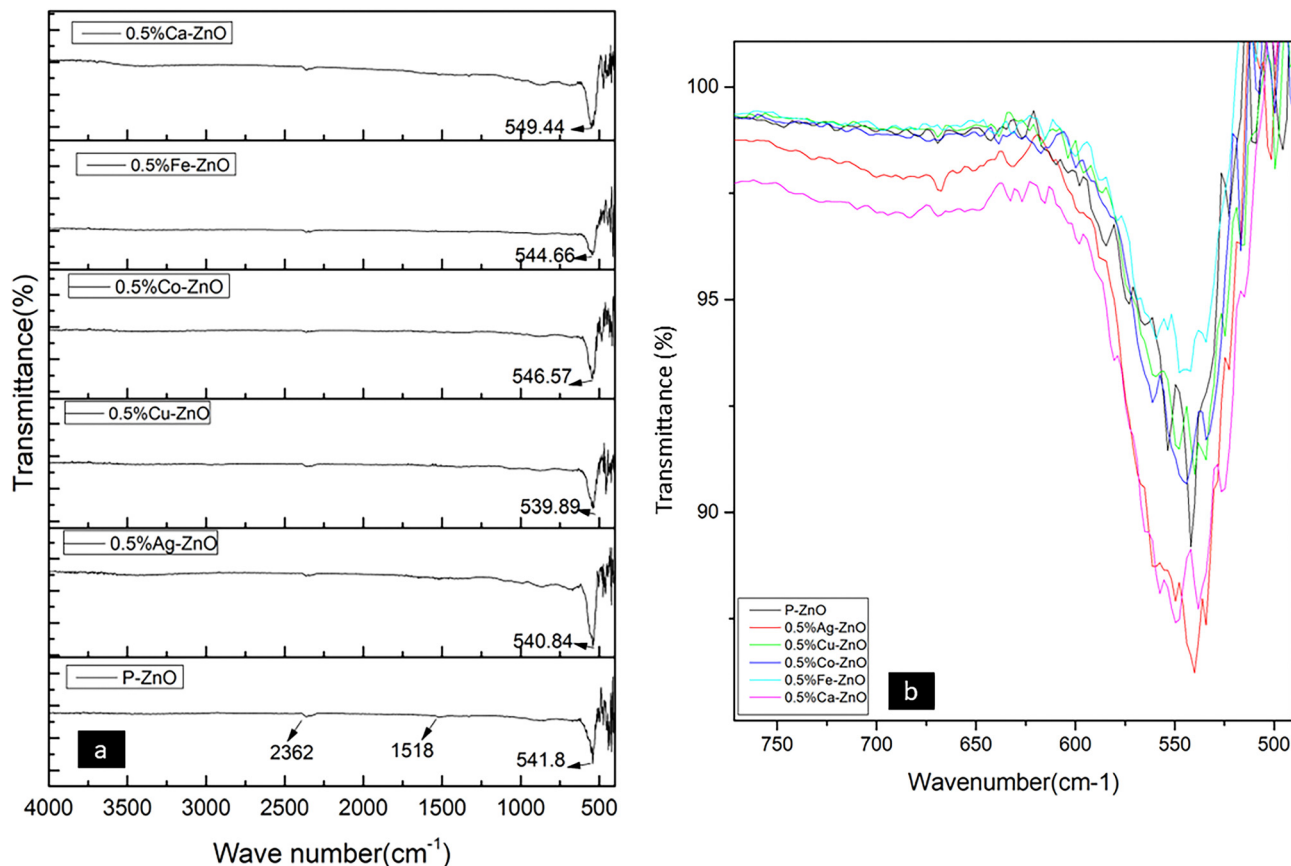 0.5%Ca-ZnO
549.44
0.5%Fe-ZnO
544.66
0.5%Co-ZnO
546.57
0.5%Cu-ZnO
539.89
0.5%Ag-ZnO
540.84
P-ZnO
2362
1518
541.8
a
Transmittance(%)
4000 3500 3000 2500 2000 1500 1000 500
Wave number(cm⁻¹)
100
95
90
Transmittance (%)
P-ZnO
0.5%Ag-ZnO
0.5%Cu-ZnO
0.5%Co-ZnO
0.5%Fe-ZnO
0.5%Ca-ZnO
b
750 700 650 600 550 500
Wavenumber(cm-1)